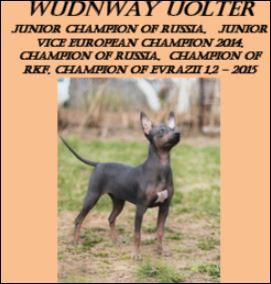 WUDNWAY UOLTER
JUNIOR CHAMPION OF RUSSIA, JUNIOR
VICE EUROPEAN CHAMPION 2014,
CHAMPION OF RUSSIA, CHAMPION OF
RKF, CHAMPION OF EVRAZII 1,2 – 2015